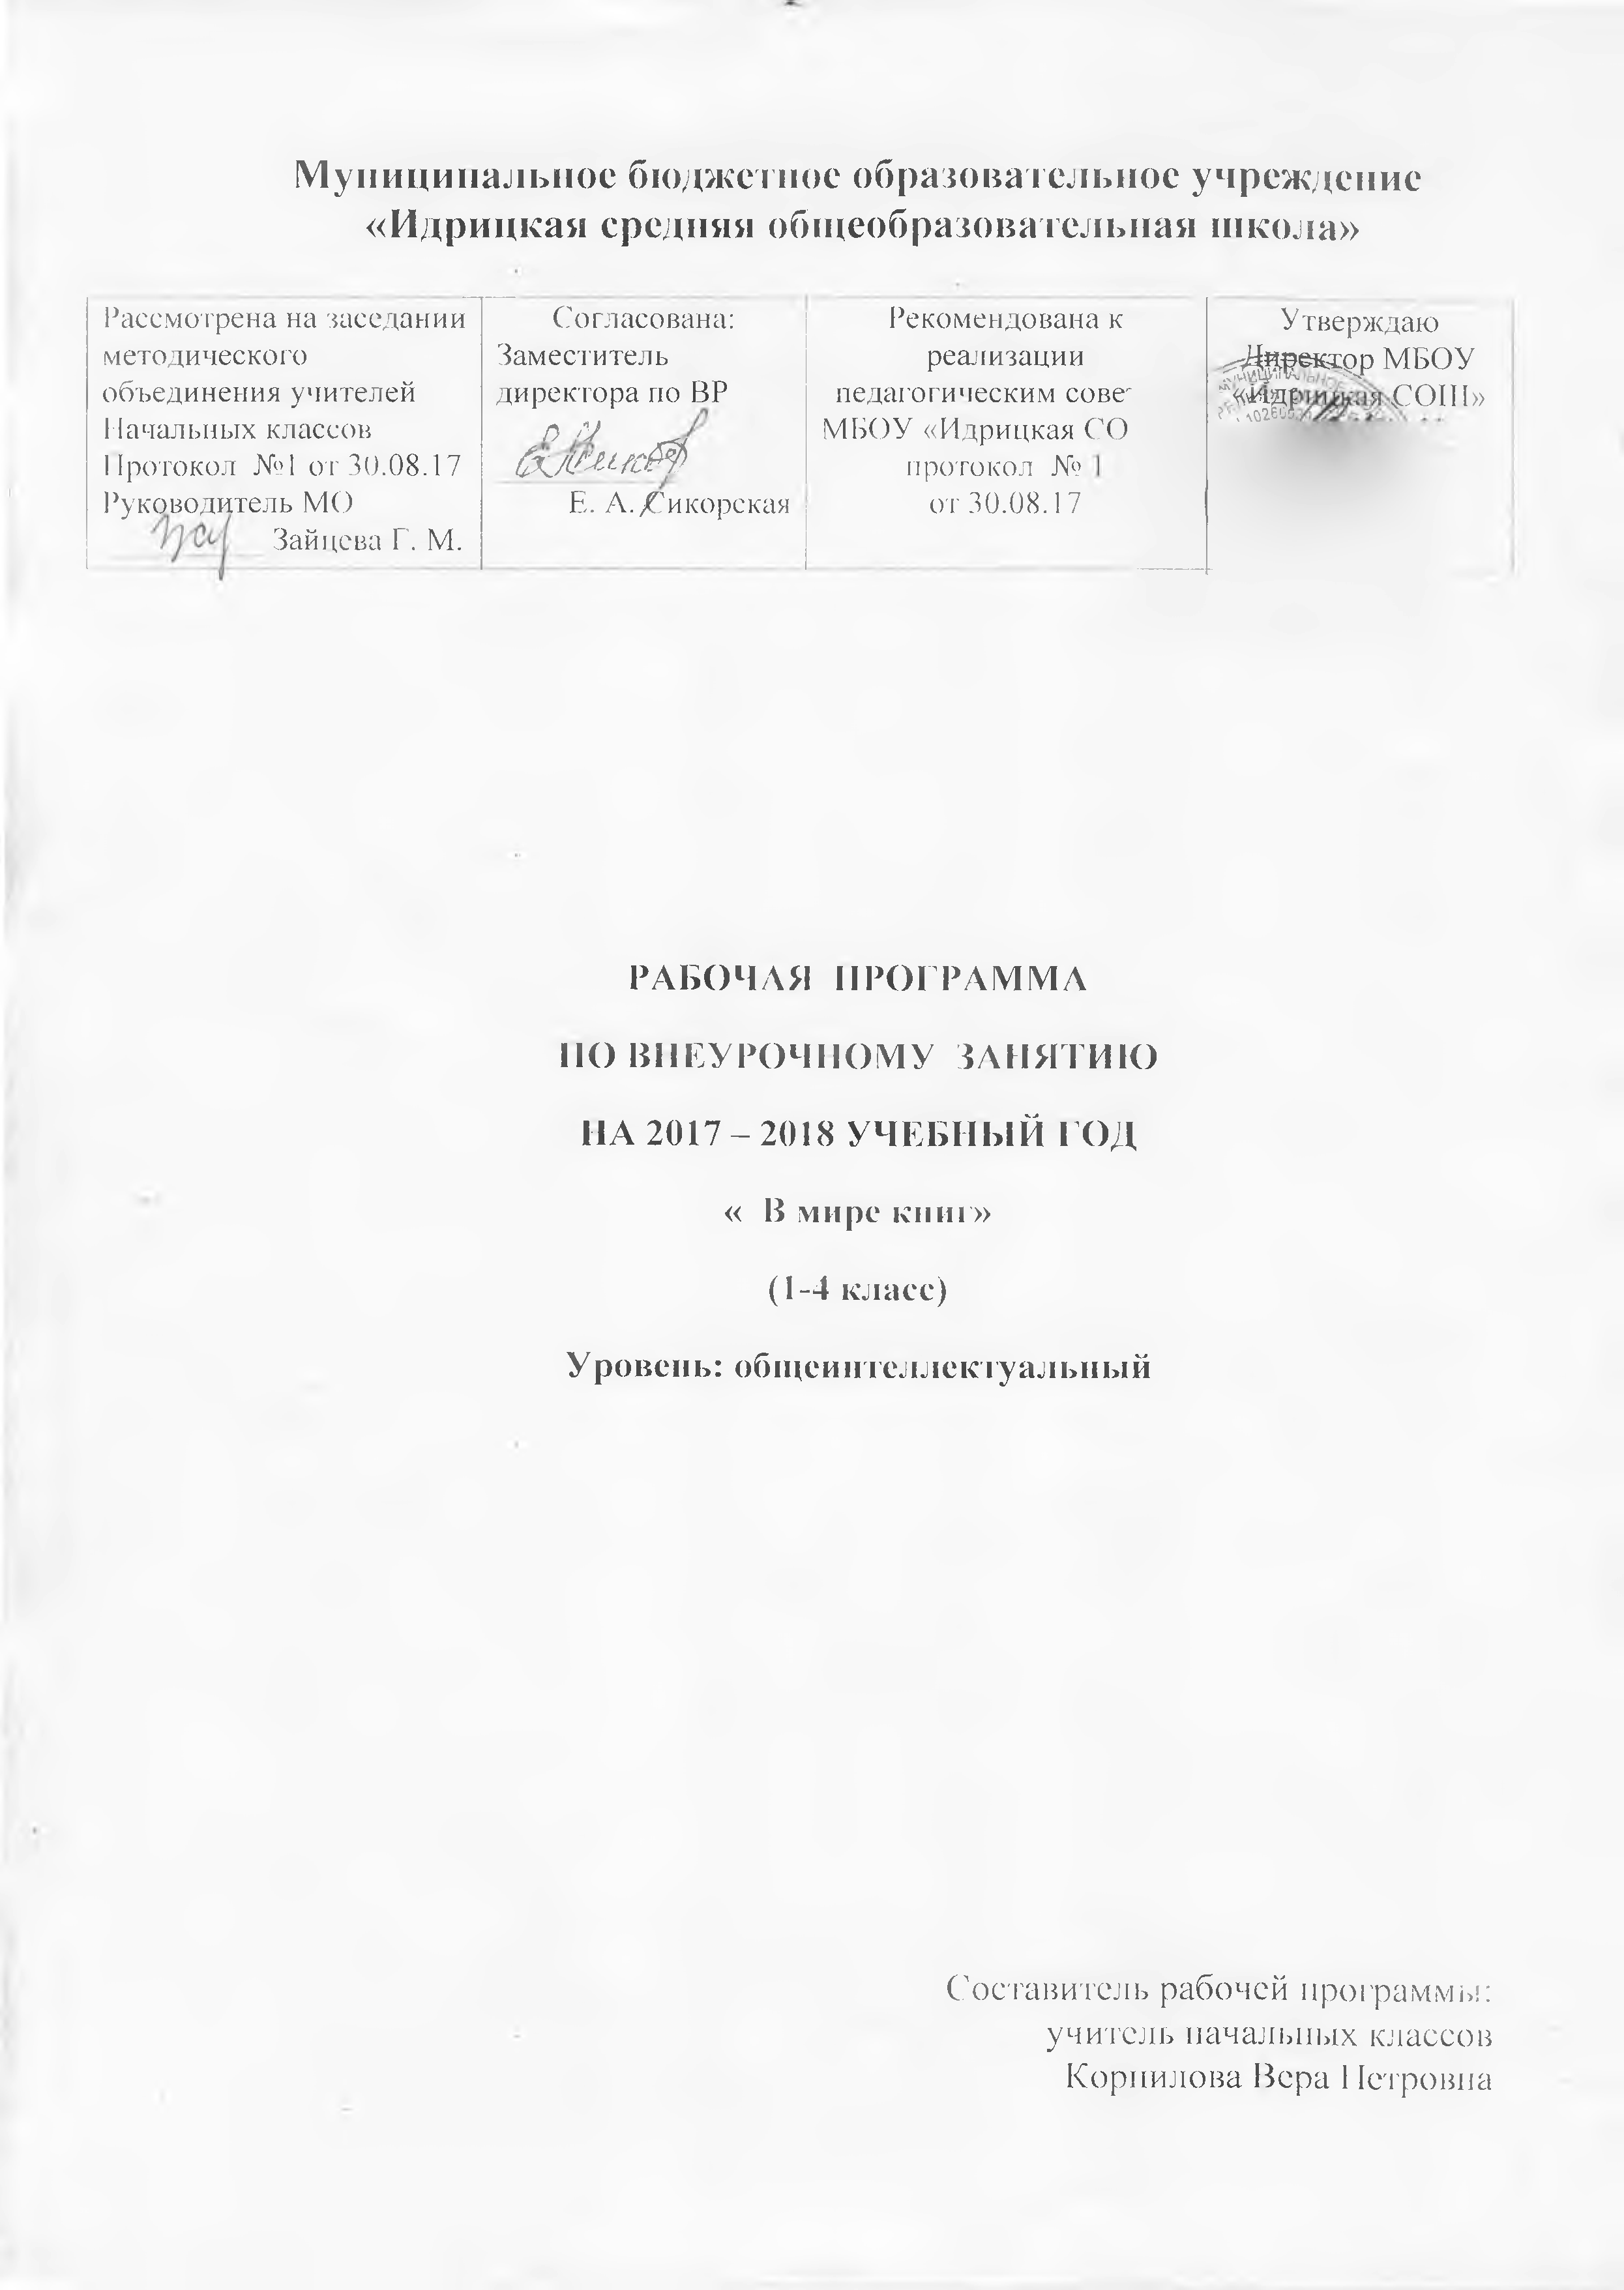 Муниципальное бюджетное образовательное учреждение
«Идрицкая средняя общеобразовательная школа»
Рассмотрена на заседании
методического
объединения учителей
Начальных классов
Протокол №1 от 30.08.17
Руководитель МО
Зайцева Г. М.
Согласована:
Заместитель
директора по ВР
Е. А. Сикорская
Рекомендована к
реализации
педагогическим сове
МБОУ «Идрицкая СО
протокол № 1
от 30.08.17
Утверждаю
Директор МБОУ
«Идрицкая СОШ»
РАБОЧАЯ ПРОГРАММА
ПО ВНЕУРОЧНОМУ ЗАНЯТИЮ
НА 2017 – 2018 УЧЕБНЫЙ ГОД
« В мире книг»
(1-4 класс)
Уровень: общеинтеллектуальный
Составитель рабочей программы:
учитель начальных классов
Корнилова Вера Петровна